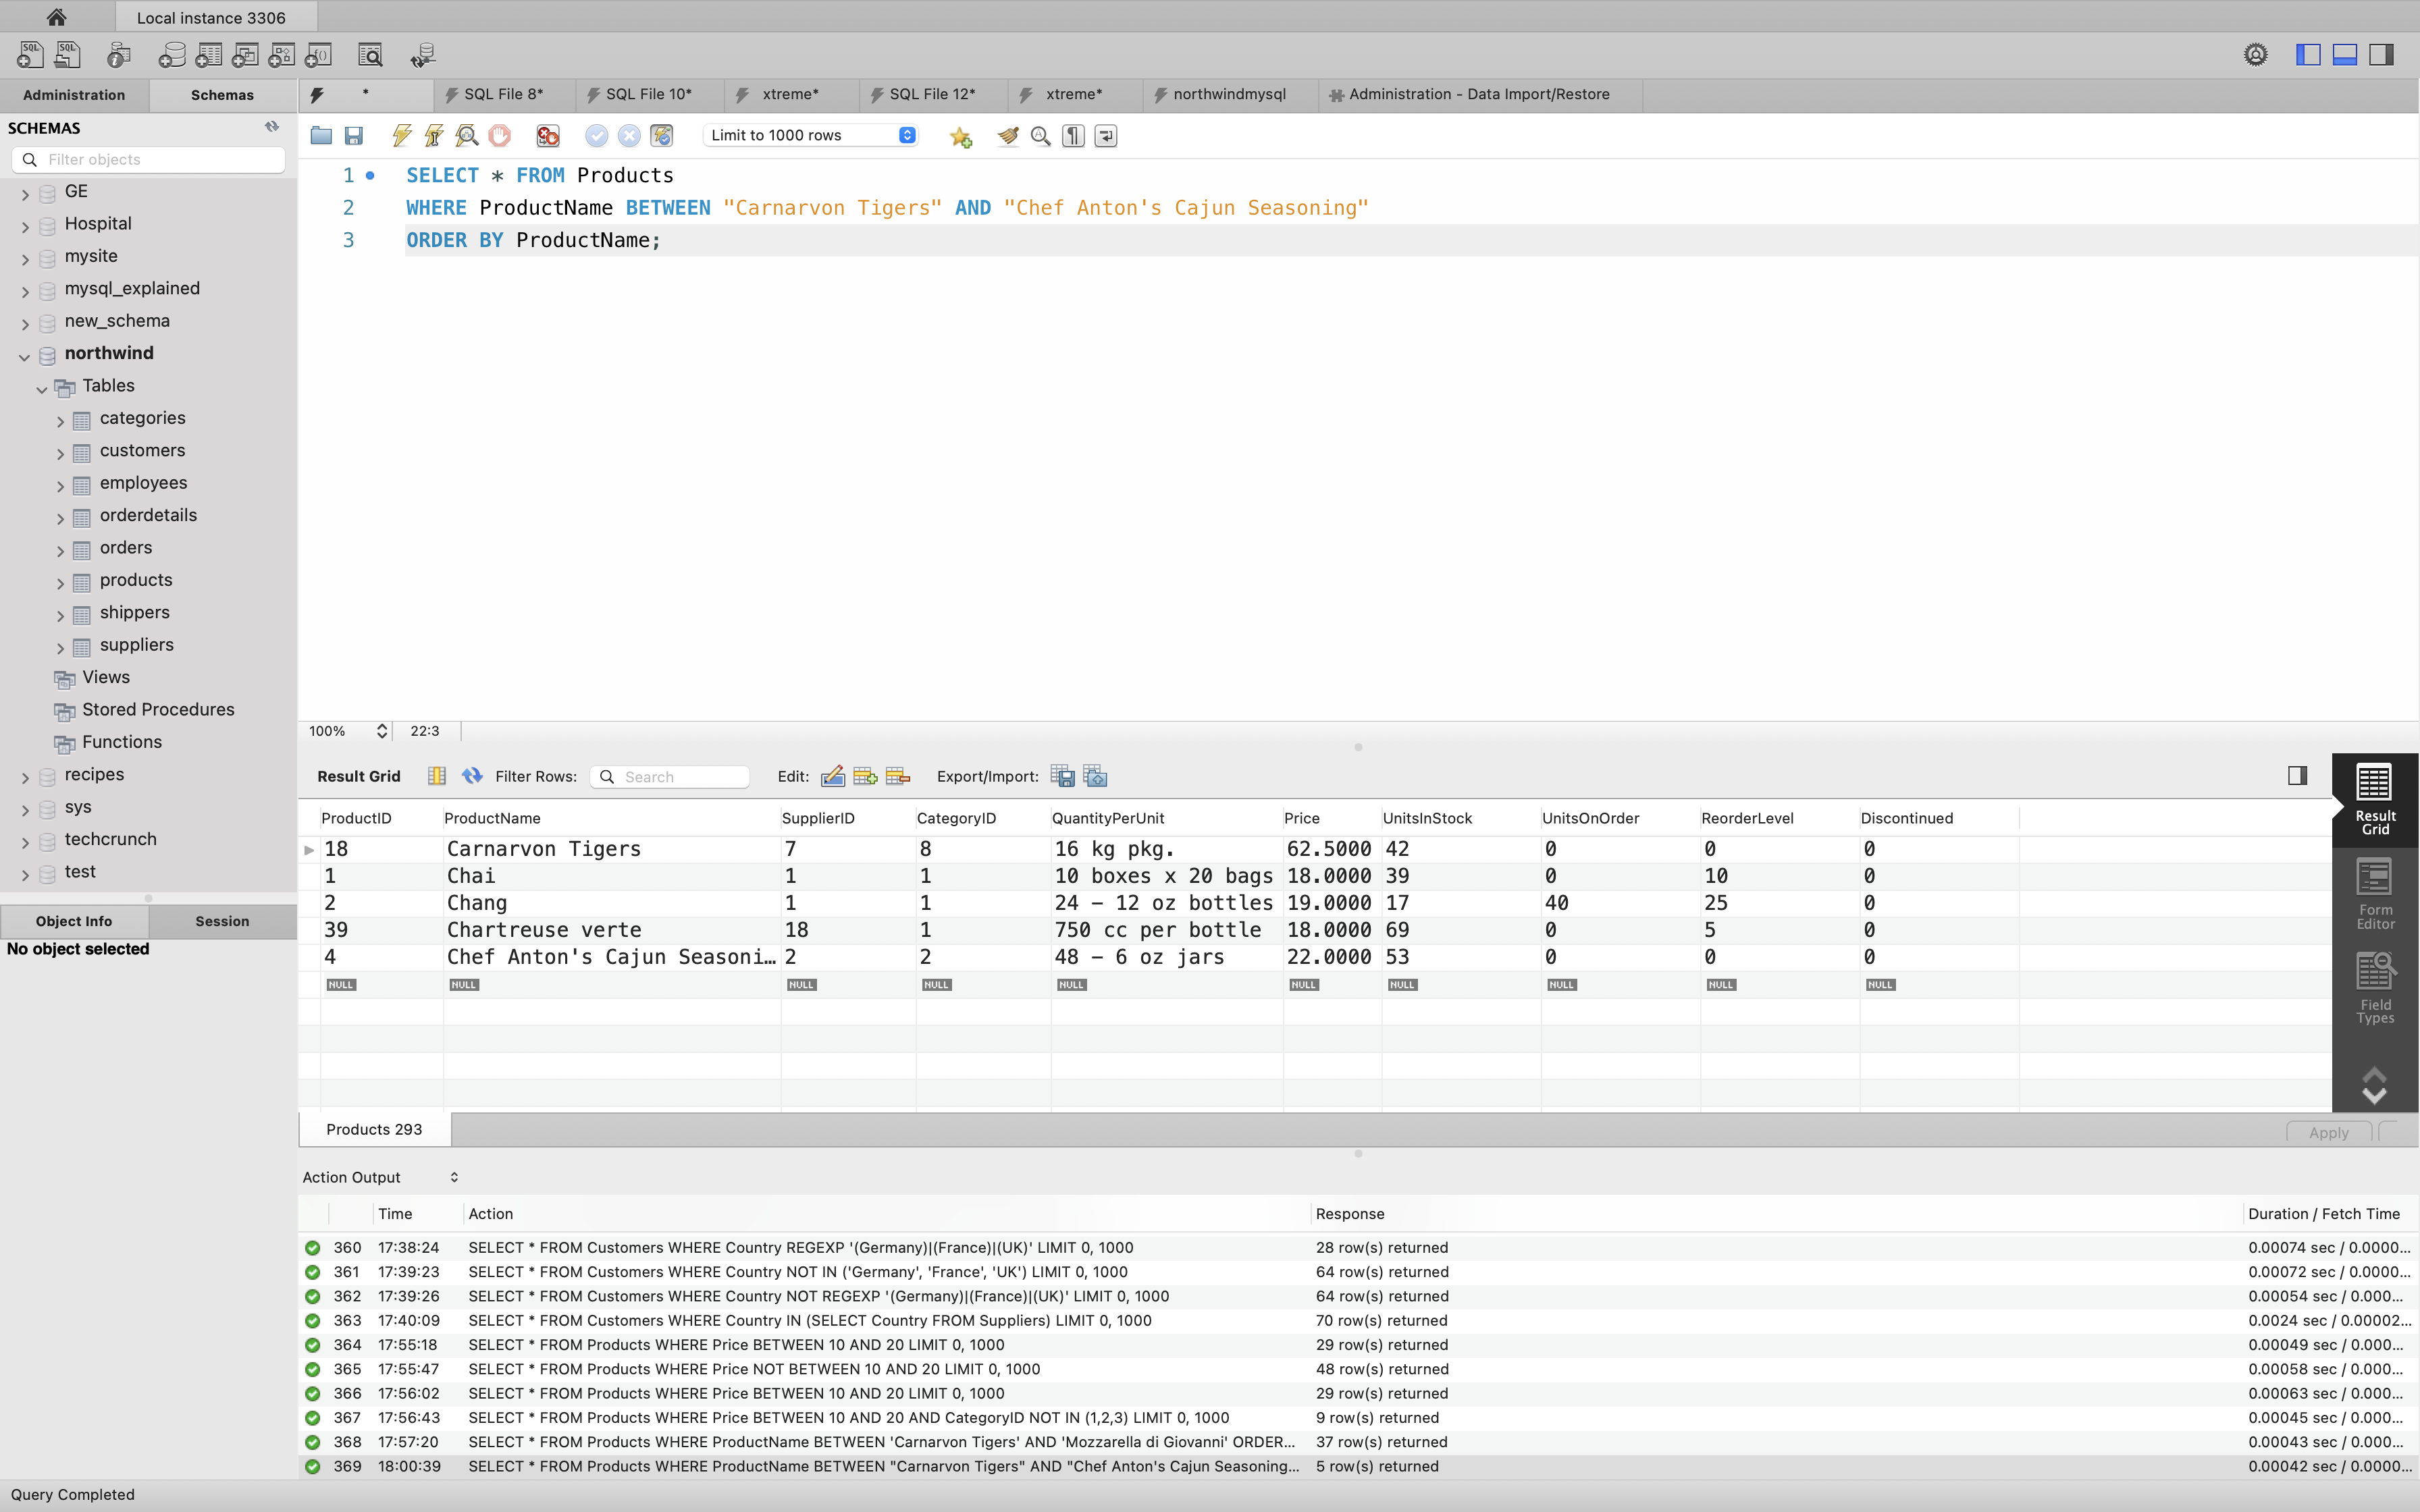 Local instance 3306
Administration Schemas
* SQL File 8* SQL File 10* xtreme* SQL File 12* xtreme* northwindmysql Administration - Data Import/Restore
SCHEMAS
Filter objects
GE
Hospital
mysite
mysql_explained
new_schema
northwind
Tables
categories
customers
employees
orderdetails
orders
products
shippers
suppliers
Views
Stored Procedures
Functions
recipes
sys
techcrunch
test
Object Info Session
No object selected
Limit to 1000 rows
1 SELECT * FROM Products
2 WHERE ProductName BETWEEN "Carnarvon Tigers" AND "Chef Anton's Cajun Seasoning"
3 ORDER BY ProductName;
100% 22:3
Result Grid Filter Rows: Search Edit: Export/Import:
ProductID ProductName SupplierID CategoryID QuantityPerUnit Price UnitsInStock UnitsOnOrder ReorderLevel Discontinued
18 Carnarvon Tigers 7 8 16 kg pkg. 62.5000 42 0 0 0
1 Chai 1 1 10 boxes x 20 bags 18.0000 39 0 10 0
2 Chang 1 1 24 - 12 oz bottles 19.0000 17 40 25 0
39 Chartreuse verte 18 1 750 cc per bottle 18.0000 69 0 5 0
4 Chef Anton's Cajun Seasoni... 2 2 48 - 6 oz jars 22.0000 53 0 0 0
NULL NULL NULL NULL NULL NULL NULL NULL NULL NULL
Result
Grid
Form
Editor
Field
Types
Products 293
Apply
Action Output
Time Action Response Duration / Fetch Time
360 17:38:24 SELECT * FROM Customers WHERE Country REGEXP '(Germany)|(France)|(UK)' LIMIT 0, 1000 28 row(s) returned 0.00074 sec / 0.0000...
361 17:39:23 SELECT * FROM Customers WHERE Country NOT IN ('Germany', 'France', 'UK') LIMIT 0, 1000 64 row(s) returned 0.00072 sec / 0.0000...
362 17:39:26 SELECT * FROM Customers WHERE Country NOT REGEXP '(Germany)|(France)|(UK)' LIMIT 0, 1000 64 row(s) returned 0.00054 sec / 0.000...
363 17:40:09 SELECT * FROM Customers WHERE Country IN (SELECT Country FROM Suppliers) LIMIT 0, 1000 70 row(s) returned 0.0024 sec / 0.00002...
364 17:55:18 SELECT * FROM Products WHERE Price BETWEEN 10 AND 20 LIMIT 0, 1000 29 row(s) returned 0.00049 sec / 0.000...
365 17:55:47 SELECT * FROM Products WHERE Price NOT BETWEEN 10 AND 20 LIMIT 0, 1000 48 row(s) returned 0.00058 sec / 0.000...
366 17:56:02 SELECT * FROM Products WHERE Price BETWEEN 10 AND 20 LIMIT 0, 1000 29 row(s) returned 0.00063 sec / 0.000...
367 17:56:43 SELECT * FROM Products WHERE Price BETWEEN 10 AND 20 AND CategoryID NOT IN (1,2,3) LIMIT 0, 1000 9 row(s) returned 0.00045 sec / 0.000...
368 17:57:20 SELECT * FROM Products WHERE ProductName BETWEEN 'Carnarvon Tigers' AND 'Mozzarella di Giovanni' ORDER... 37 row(s) returned 0.00043 sec / 0.000...
369 18:00:39 SELECT * FROM Products WHERE ProductName BETWEEN "Carnarvon Tigers" AND "Chef Anton's Cajun Seasoning... 5 row(s) returned 0.00042 sec / 0.0000...
Query Completed